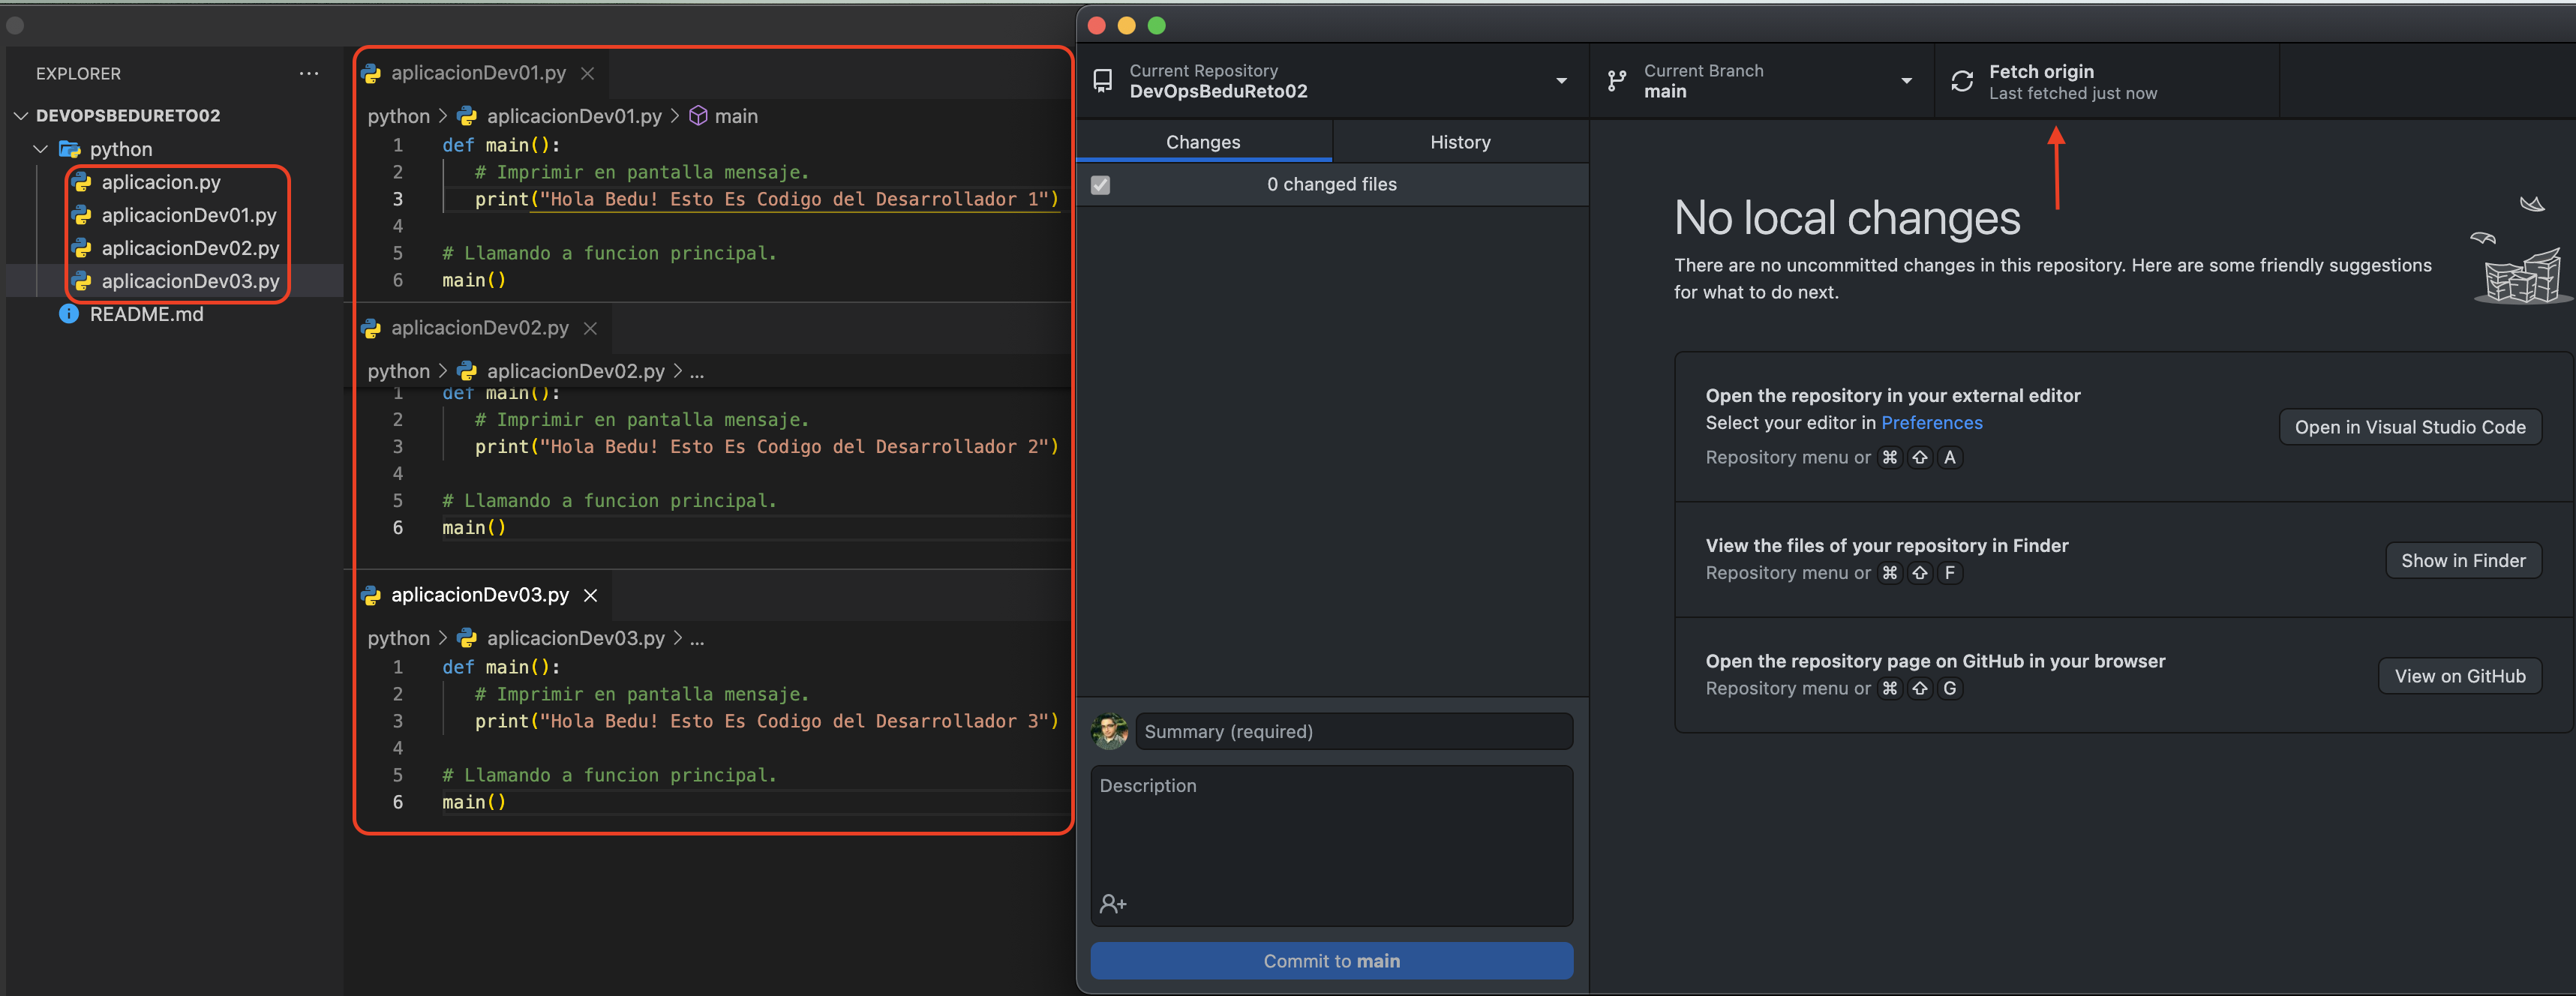 EXPLORER
DEVOPSBEDURETO02
python
aplicacion.py
aplicacionDev01.py
aplicacionDev02.py
aplicacionDev03.py
README.md
aplicacionDev01.py
python > aplicacionDev01.py > main
1 def main():
2 # Imprimir en pantalla mensaje.
3 print("Hola Bedu! Esto Es Codigo del Desarrollador 1")
4
5 # Llamando a funcion principal.
6 main()
aplicacionDev02.py
python > aplicacionDev02.py > ...
1 def main():
2 # Imprimir en pantalla mensaje.
3 print("Hola Bedu! Esto Es Codigo del Desarrollador 2")
4
5 # Llamando a funcion principal.
6 main()
aplicacionDev03.py
python > aplicacionDev03.py > ...
1 def main():
2 # Imprimir en pantalla mensaje.
3 print("Hola Bedu! Esto Es Codigo del Desarrollador 3")
4
5 # Llamando a funcion principal.
6 main()
Current Repository
DevOpsBeduReto02
Current Branch
main
Fetch origin
Last fetched just now
Changes
History
0 changed files
Summary (required)
Description
Commit to main
No local changes
There are no uncommitted changes in this repository. Here are some friendly suggestions
for what to do next.
Open the repository in your external editor
Select your editor in Preferences
Repository menu or ⌘ ⇧ A
Open in Visual Studio Code
View the files of your repository in Finder
Repository menu or ⌘ ⇧ F
Show in Finder
Open the repository page on GitHub in your browser
Repository menu or ⌘ ⇧ G
View on GitHub